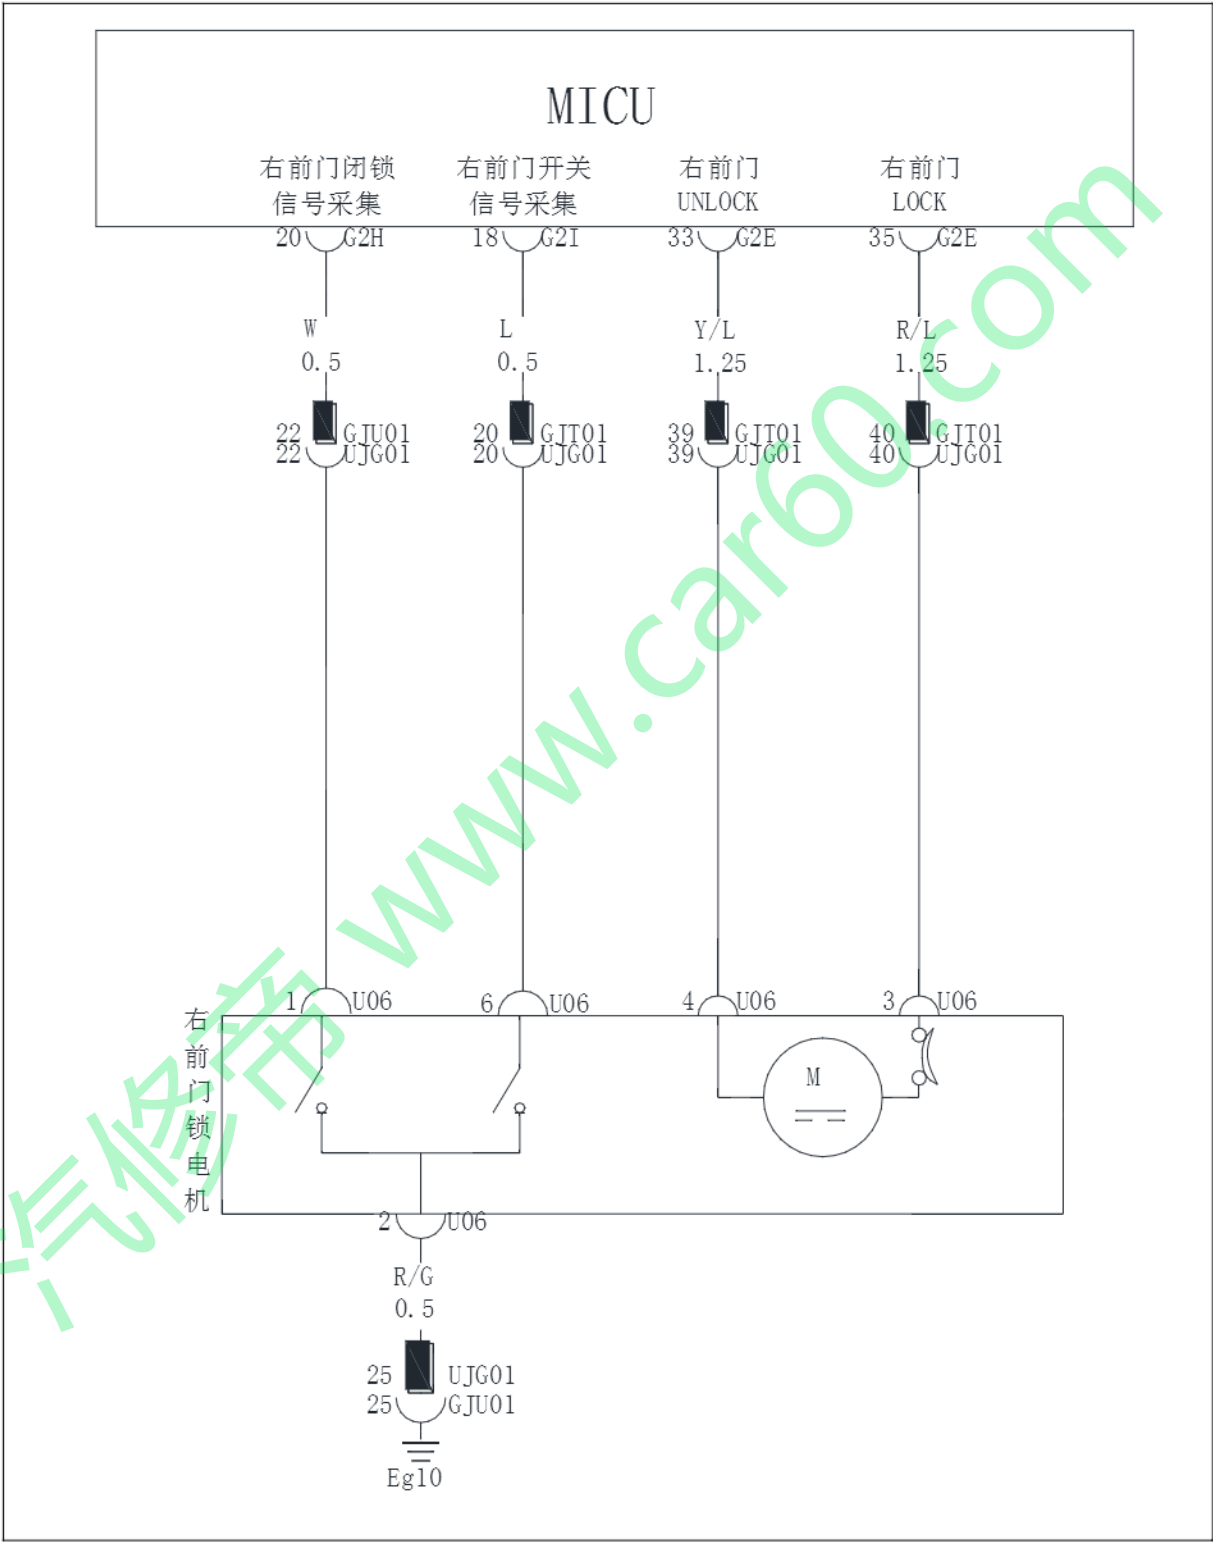 MICU
右前门闭锁 右前门开关 右前门 右前门
信号采集 信号采集 UNLOCK LOCK
20 G2H 18 G2I 33 G2E 35 G2E
W L Y/L R/L
0.5 0.5 1.25 1.25
22 GJU01 20 GJT01 39 GJT01 40 GJT01
22 UJG01 20 UJG01 39 UJG01 40 UJG01
1 U06 6 U06 4 U06 3 U06
右前门锁电机
M
2 U06
R/G
0.5
25 UJG01
25 GJU01
Eg10
汽修帝 www.car60.com